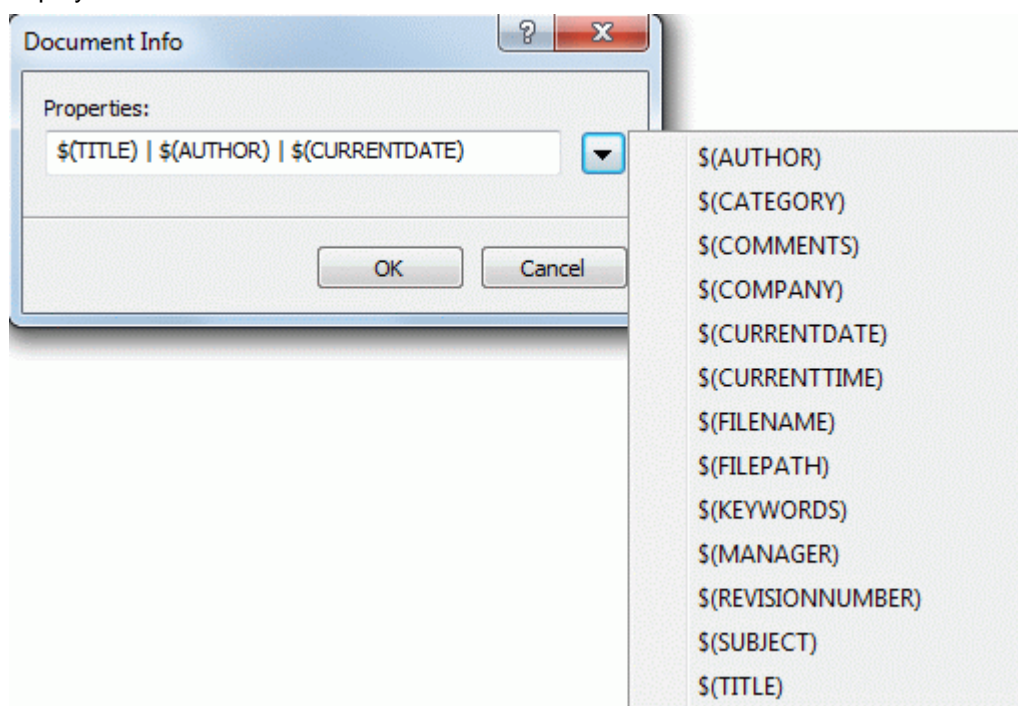 Document Info
Properties:
$(TITLE) | $(AUTHOR) | $(CURRENTDATE)
OK Cancel
$(AUTHOR)
$(CATEGORY)
$(COMMENTS)
$(COMPANY)
$(CURRENTDATE)
$(CURRENTTIME)
$(FILENAME)
$(FILEPATH)
$(KEYWORDS)
$(MANAGER)
$(REVISIONNUMBER)
$(SUBJECT)
$(TITLE)